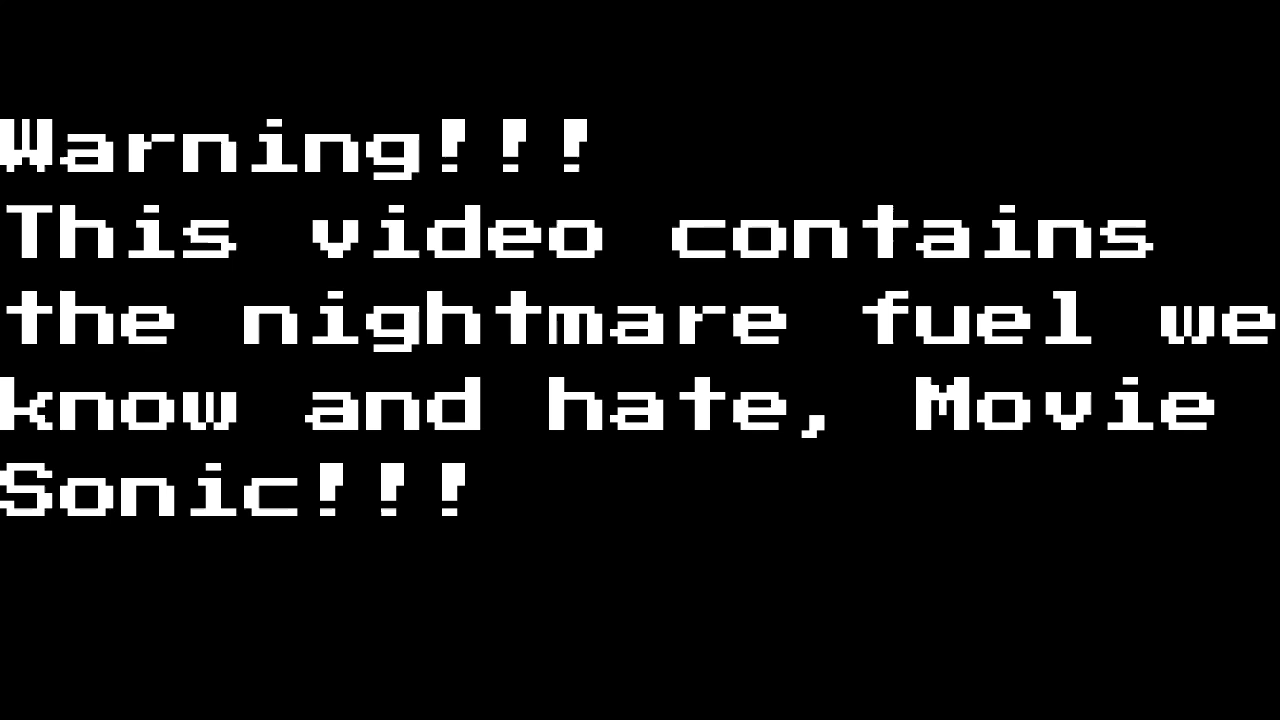 Warning!!!
This video contains
the nightmare fuel we
know and hate, Movie
Sonic!!!